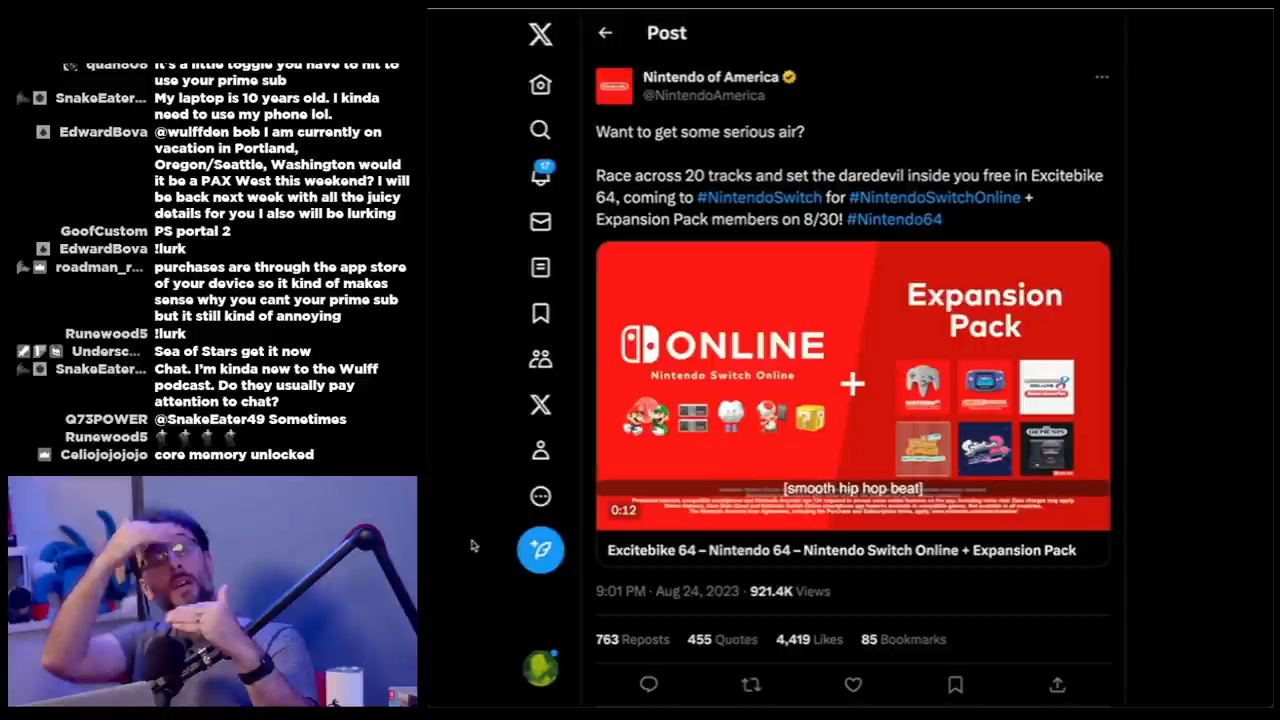 quan808 It's a little toggle you have to hit to
use your prime sub
SnakeEater... My laptop is 10 years old. I kinda
need to use my phone lol.
EdwardBova @wulffden bob I am currently on
vacation in Portland,
Oregon/Seattle, Washington would
it be a PAX West this weekend? I will
be back next week with all the juicy
details for you I also will be lurking
GoofCustom PS portal 2
EdwardBova !lurk
roadman_r... purchases are through the app store
of your device so it kind of makes
sense why you cant your prime sub
but it still kind of annoying
Runewood5 !lurk
Undersc... Sea of Stars get it now
SnakeEater... Chat. I'm kinda new to the Wulff
podcast. Do they usually pay
attention to chat?
Q73POWER @SnakeEater49 Sometimes
Runewood5
Celiojojojojo core memory unlocked
Post
Nintendo of America
@NintendoAmerica
Want to get some serious air?
Race across 20 tracks and set the daredevil inside you free in Excitebike
64, coming to #NintendoSwitch for #NintendoSwitchOnline +
Expansion Pack members on 8/30! #Nintendo64
ONLINE
Nintendo Switch Online
+
Expansion
Pack
GENESIS
[smooth hip hop beat]
0:12
Excitebike 64 – Nintendo 64 – Nintendo Switch Online + Expansion Pack
9:01 PM · Aug 24, 2023 · 921.4K Views
763 Reposts 455 Quotes 4,419 Likes 85 Bookmarks